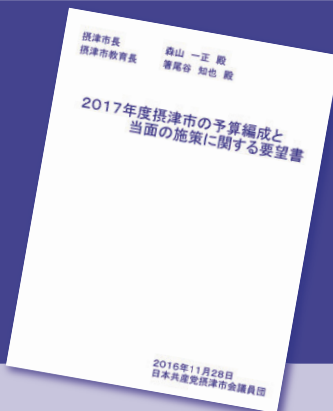 摂津市長 森山 一正 殿
摂津市教育長 箸尾谷 知也 殿
2017年度摂津市の予算編成と
当面の施策に関する要望書
2016年11月28日
日本共産党摂津市会議員団